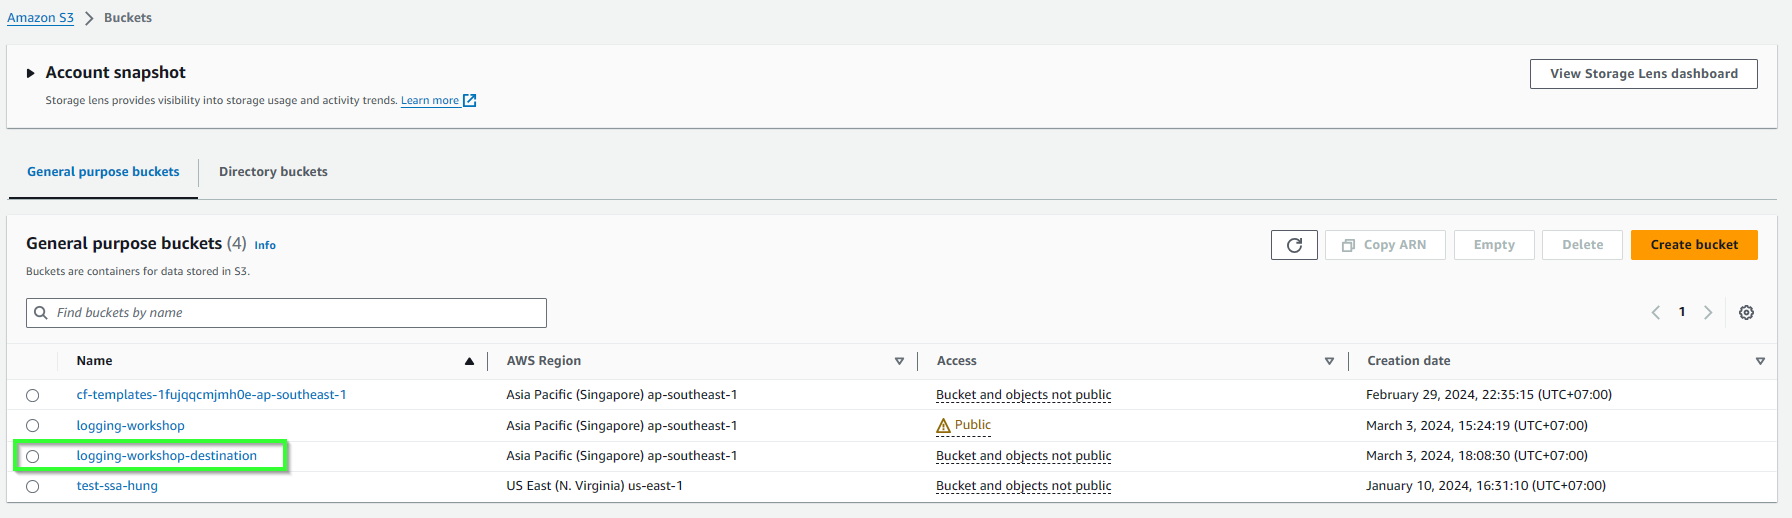 Amazon S3 > Buckets
Account snapshot
View Storage Lens dashboard
Storage lens provides visibility into storage usage and activity trends. Learn more
General purpose buckets Directory buckets
General purpose buckets (4) Info
Copy ARN Empty Delete Create bucket
Buckets are containers for data stored in S3.
Find buckets by name
1
Name AWS Region Access Creation date
cf-templates-1fujqqcmjmh0e-ap-southeast-1 Asia Pacific (Singapore) ap-southeast-1 Bucket and objects not public February 29, 2024, 22:35:15 (UTC+07:00)
logging-workshop Asia Pacific (Singapore) ap-southeast-1 Public March 3, 2024, 15:24:19 (UTC+07:00)
logging-workshop-destination Asia Pacific (Singapore) ap-southeast-1 Bucket and objects not public March 3, 2024, 18:08:30 (UTC+07:00)
test-ssa-hung US East (N. Virginia) us-east-1 Bucket and objects not public January 10, 2024, 16:31:10 (UTC+07:00)